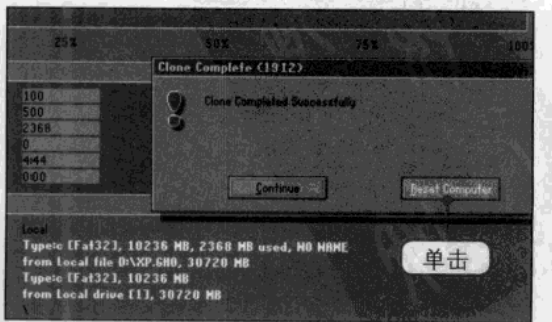 25% 50% 75% 100%
Clone Complete (1912)
Clone Completed Successfully
100
500
2368
0
4:44
0:00
Continue
Reset Computer
单击
Local
Type:c [Fat32], 10236 MB, 2368 MB used, NO NAME
from Local file D:\XP.GHO, 30720 MB
Type:c [Fat32], 10236 MB
from Local drive [1], 30720 MB